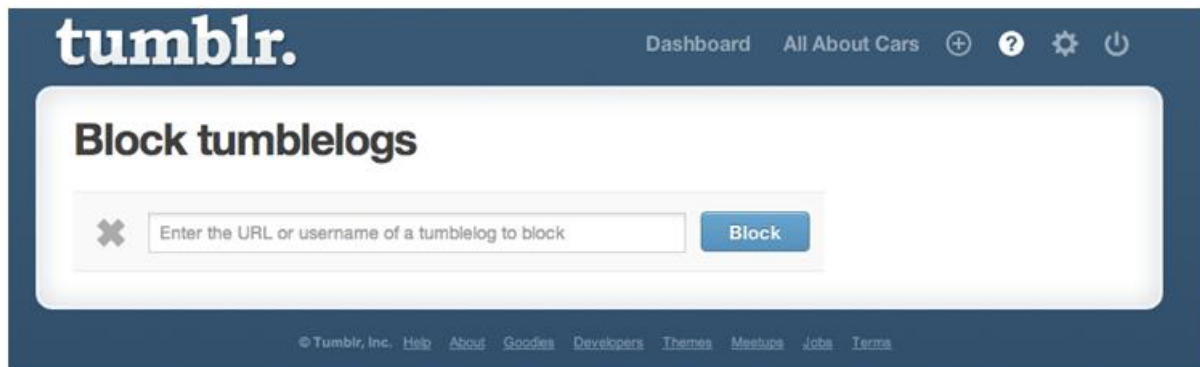 tumblr.
Dashboard All About Cars ?
Block tumblelogs
Enter the URL or username of a tumblelog to block Block
© Tumblr, Inc. Help About Goodies Developers Themes Meetups Jobs Terms